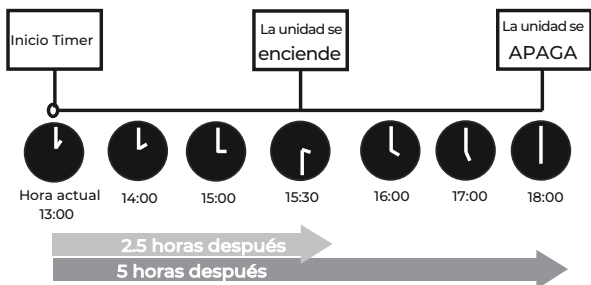 Inicio Timer
La unidad se
enciende
La unidad se
APAGA
Hora actual
13:00
14:00
15:00
15:30
16:00
17:00
18:00
2.5 horas después
5 horas después